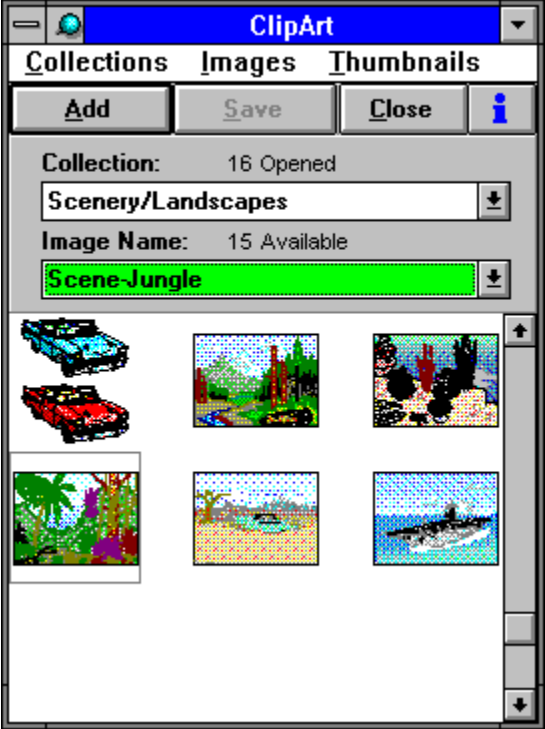 ClipArt
Collections Images Thumbnails
Add Save Close i
Collection: 16 Opened
Scenery/Landscapes
Image Name: 15 Available
Scene-Jungle